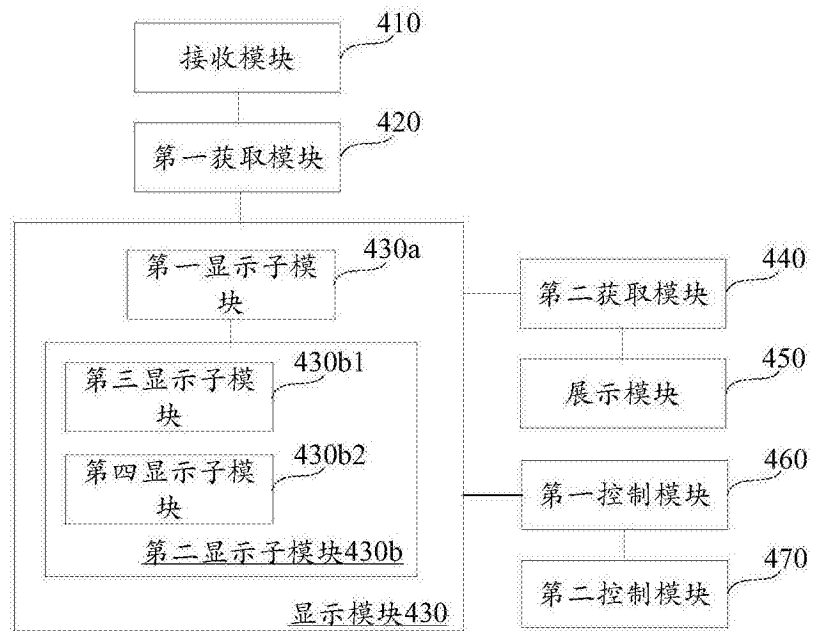 410
接收模块
420
第一获取模块
430a
第一显示子模
块
430b1
第三显示子模
块
430b2
第四显示子模
块
第二显示子模块430b
显示模块430
440
第二获取模块
450
展示模块
460
第一控制模块
470
第二控制模块